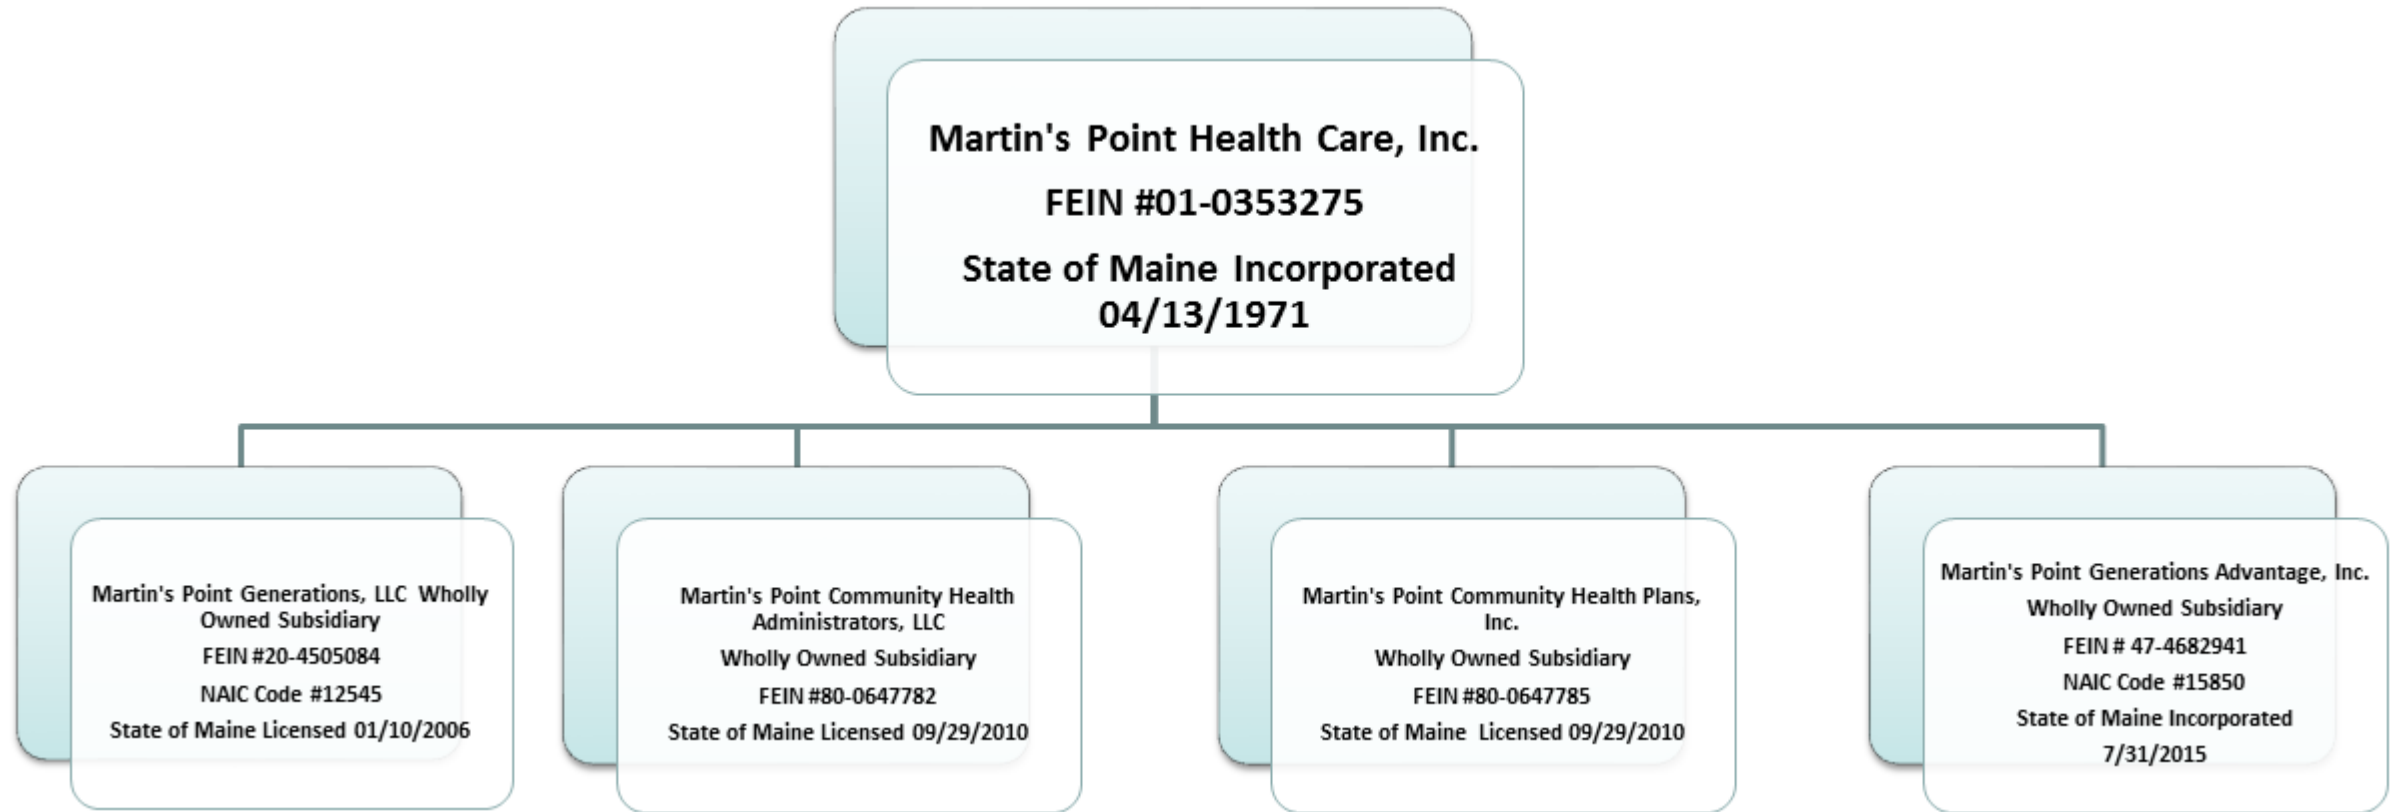 Martin's Point Health Care, Inc.
FEIN #01-0353275
State of Maine Incorporated
04/13/1971
Martin's Point Generations, LLC Wholly
Owned Subsidiary
FEIN #20-4505084
NAIC Code #12545
State of Maine Licensed 01/10/2006
Martin's Point Community Health
Administrators, LLC
Wholly Owned Subsidiary
FEIN #80-0647782
State of Maine Licensed 09/29/2010
Martin's Point Community Health Plans,
Inc.
Wholly Owned Subsidiary
FEIN #80-0647785
State of Maine Licensed 09/29/2010
Martin's Point Generations Advantage, Inc.
Wholly Owned Subsidiary
FEIN # 47-4682941
NAIC Code #15850
State of Maine Incorporated
7/31/2015